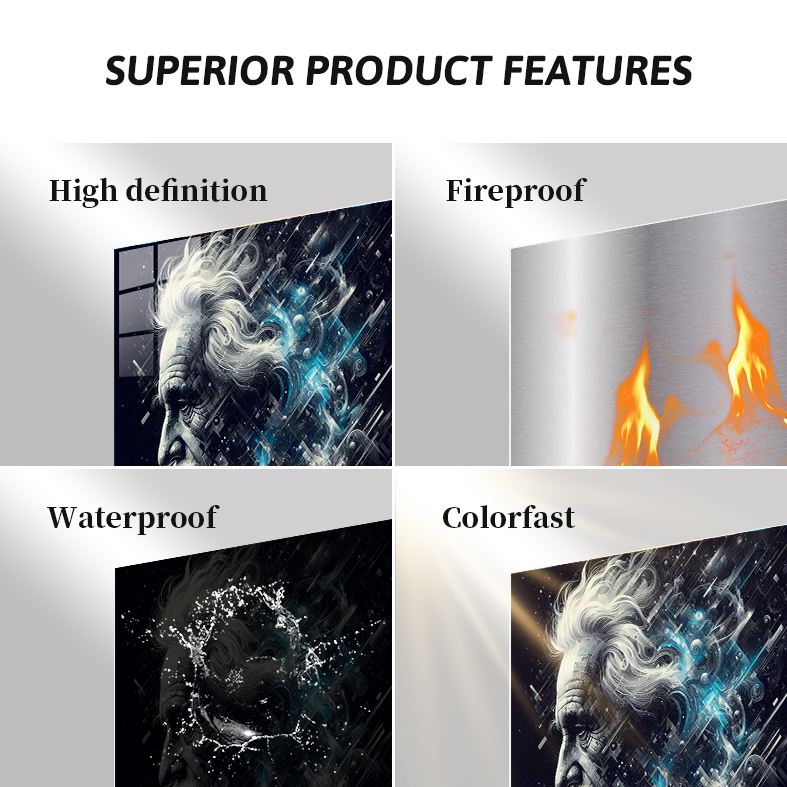 SUPERIOR PRODUCT FEATURES
High definition
Fireproof
Waterproof
Colorfast